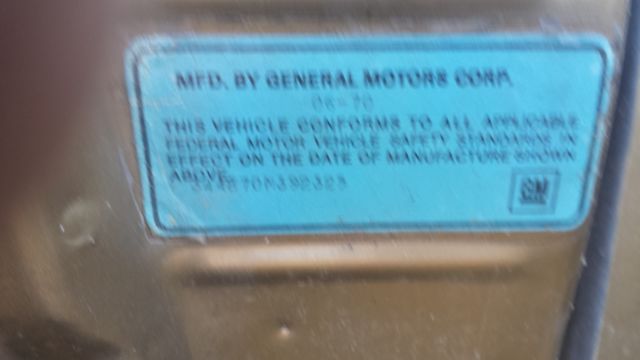 MFD. BY GENERAL MOTORS CORP.
06-70
THIS VEHICLE CONFORMS TO ALL APPLICABLE
FEDERAL MOTOR VEHICLE SAFETY STANDARDS IN
EFFECT ON THE DATE OF MANUFACTURE SHOWN
ABOVE.
GM